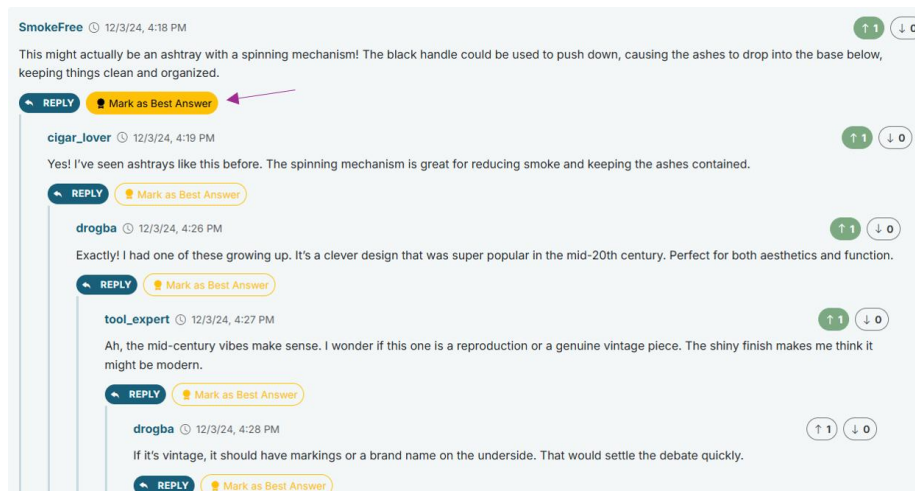 SmokeFree 12/3/24, 4:18 PM ↑ 1 ↓ 0
This might actually be an ashtray with a spinning mechanism! The black handle could be used to push down, causing the ashes to drop into the base below,
keeping things clean and organized.
REPLY Mark as Best Answer
cigar_lover 12/3/24, 4:19 PM ↑ 1 ↓ 0
Yes! I've seen ashtrays like this before. The spinning mechanism is great for reducing smoke and keeping the ashes contained.
REPLY Mark as Best Answer
drogba 12/3/24, 4:26 PM ↑ 1 ↓ 0
Exactly! I had one of these growing up. It's a clever design that was super popular in the mid-20th century. Perfect for both aesthetics and function.
REPLY Mark as Best Answer
tool_expert 12/3/24, 4:27 PM ↑ 1 ↓ 0
Ah, the mid-century vibes make sense. I wonder if this one is a reproduction or a genuine vintage piece. The shiny finish makes me think it
might be modern.
REPLY Mark as Best Answer
drogba 12/3/24, 4:28 PM ↑ 1 ↓ 0
If it's vintage, it should have markings or a brand name on the underside. That would settle the debate quickly.
REPLY Mark as Best Answer